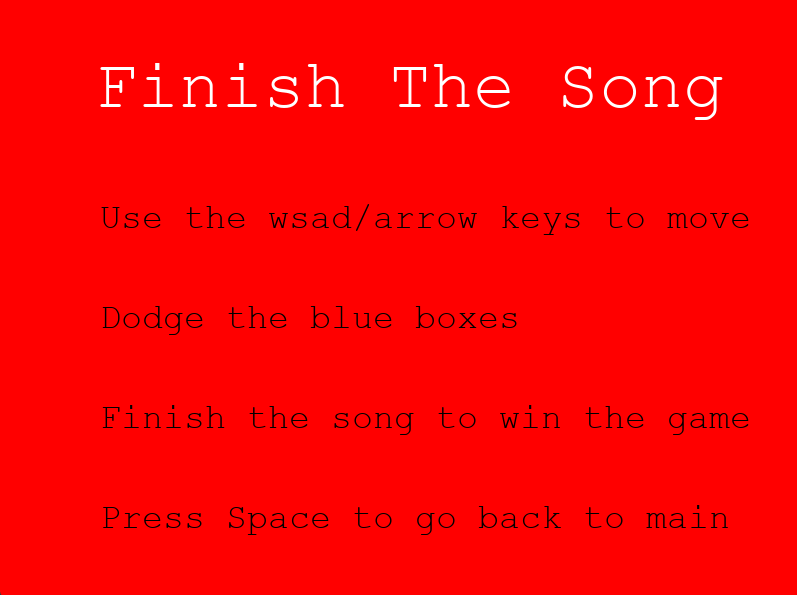 Finish The Song
Use the wsad/arrow keys to move
Dodge the blue boxes
Finish the song to win the game
Press Space to go back to main